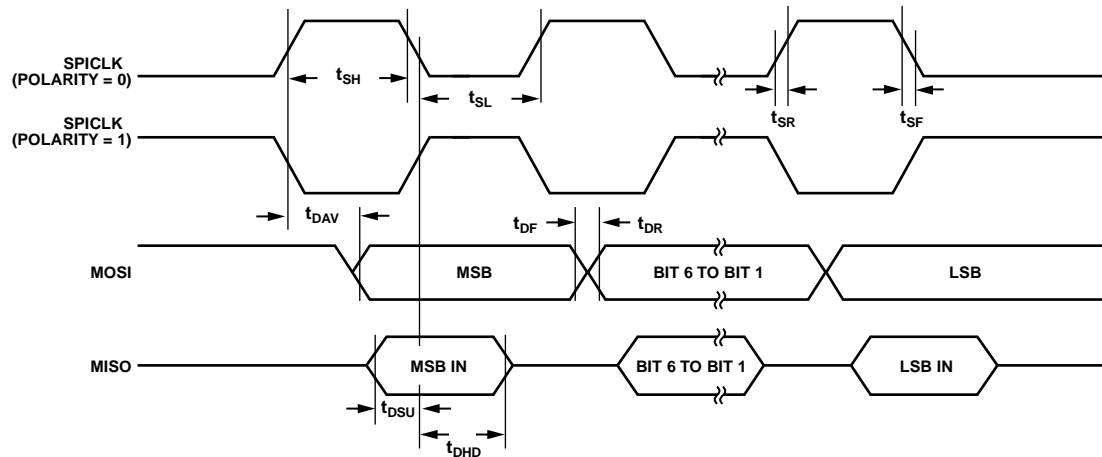 SPICLK
(POLARITY = 0)
tSH
tSL
tSR
tSF
SPICLK
(POLARITY = 1)
tDAV
tDF
tDR
MOSI
MSB
BIT 6 TO BIT 1
LSB
MISO
MSB IN
BIT 6 TO BIT 1
LSB IN
tDSU
tDHD